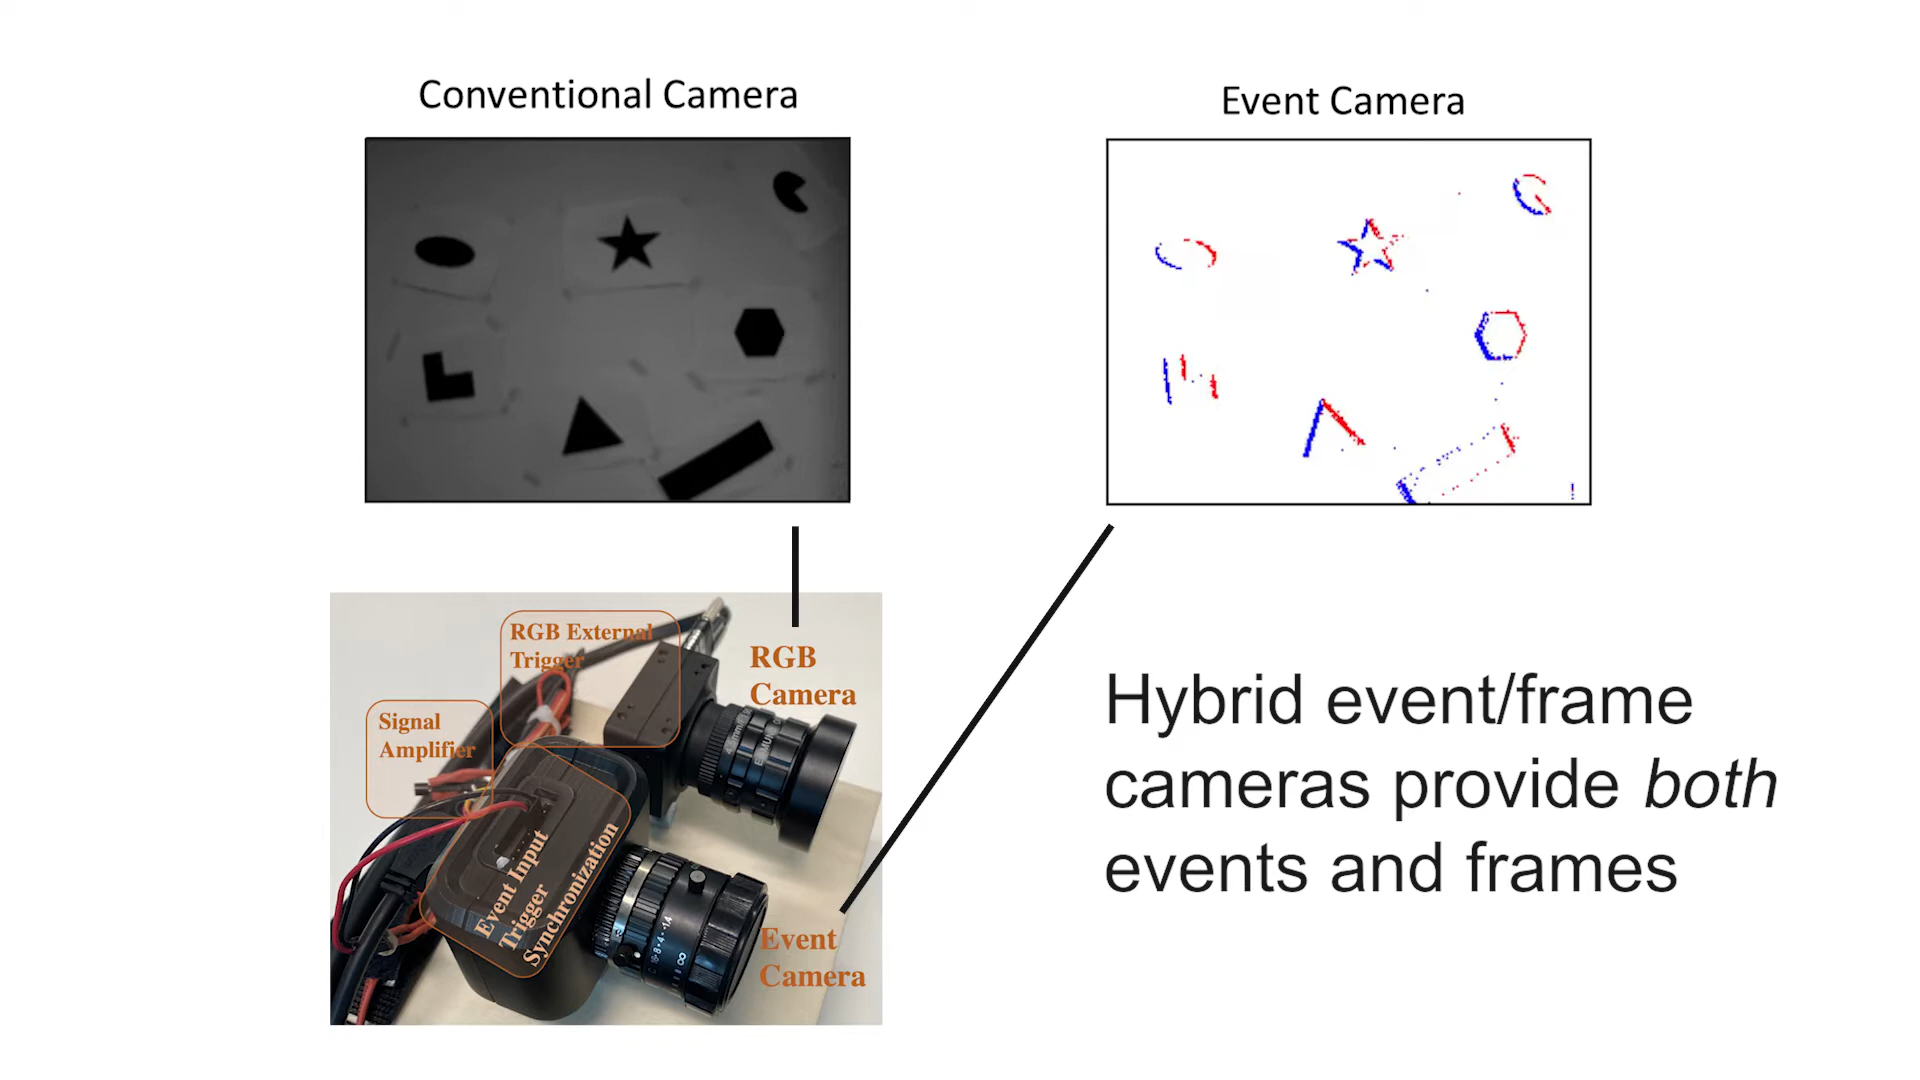 Conventional Camera
Event Camera
RGB External
Trigger
RGB
Camera
Signal
Amplifier
Event Input
Trigger
Synchronization
Event
Camera
Hybrid event/frame
cameras provide both
events and frames